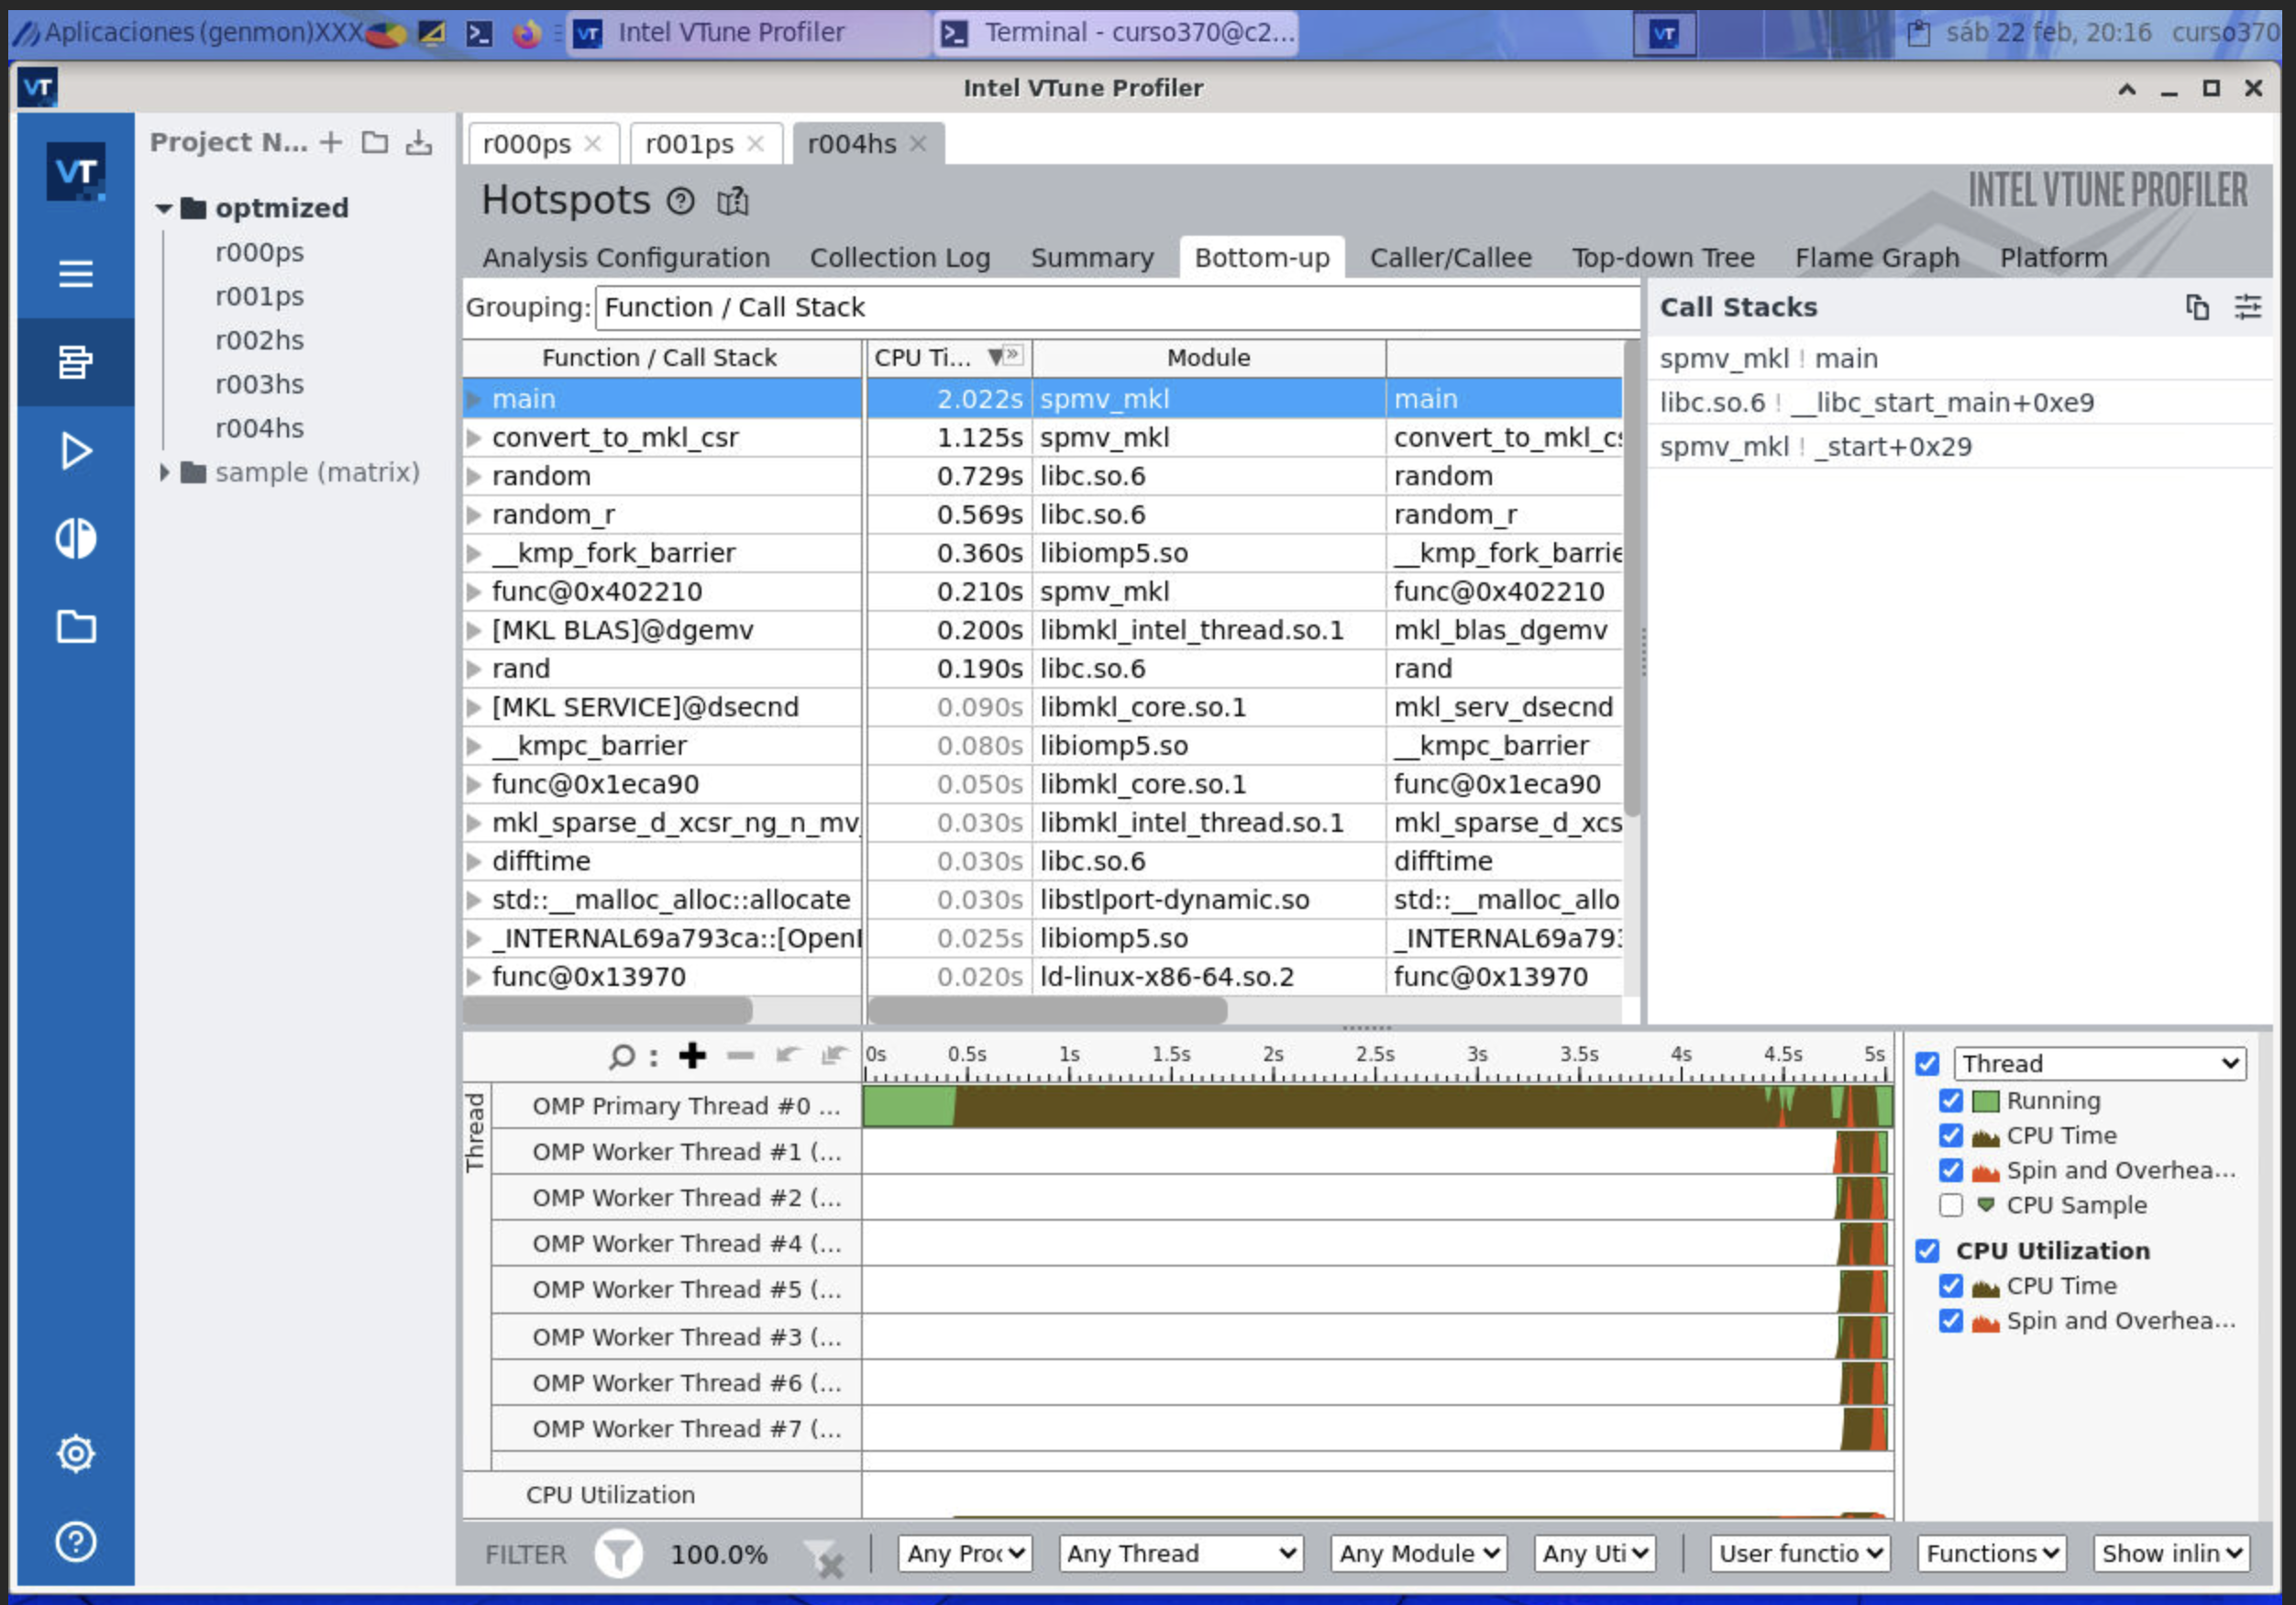 Aplicaciones (genmon)XXX Intel VTune Profiler Terminal - curso370@c2... sáb 22 feb, 20:16 curso370
Intel VTune Profiler
Project N...
r000ps r001ps r004hs
optmized
r000ps
r001ps
r002hs
r003hs
r004hs
sample (matrix)
Hotspots
INTEL VTUNE PROFILER
Analysis Configuration Collection Log Summary Bottom-up Caller/Callee Top-down Tree Flame Graph Platform
Grouping: Function / Call Stack
Function / Call Stack CPU Ti... Module
main 2.022s spmv_mkl main
convert_to_mkl_csr 1.125s spmv_mkl convert_to_mkl_cs
random 0.729s libc.so.6 random
random_r 0.569s libc.so.6 random_r
__kmp_fork_barrier 0.360s libiomp5.so __kmp_fork_barrie
func@0x402210 0.210s spmv_mkl func@0x402210
[MKL BLAS]@dgemv 0.200s libmkl_intel_thread.so.1 mkl_blas_dgemv
rand 0.190s libc.so.6 rand
[MKL SERVICE]@dsecnd 0.090s libmkl_core.so.1 mkl_serv_dsecnd
__kmpc_barrier 0.080s libiomp5.so __kmpc_barrier
func@0x1eca90 0.050s libmkl_core.so.1 func@0x1eca90
mkl_sparse_d_xcsr_ng_n_mv_ 0.030s libmkl_intel_thread.so.1 mkl_sparse_d_xcs
difftime 0.030s libc.so.6 difftime
std::__malloc_alloc::allocate 0.030s libstlport-dynamic.so std::__malloc_allo
_INTERNAL69a793ca::[OpenM 0.025s libiomp5.so _INTERNAL69a793
func@0x13970 0.020s ld-linux-x86-64.so.2 func@0x13970
Call Stacks
spmv_mkl ! main
libc.so.6 ! __libc_start_main+0xe9
spmv_mkl ! _start+0x29
0s 0.5s 1s 1.5s 2s 2.5s 3s 3.5s 4s 4.5s 5s
Thread
OMP Primary Thread #0 ...
OMP Worker Thread #1 (...
OMP Worker Thread #2 (...
OMP Worker Thread #4 (...
OMP Worker Thread #5 (...
OMP Worker Thread #3 (...
OMP Worker Thread #6 (...
OMP Worker Thread #7 (...
CPU Utilization
Thread
Running
CPU Time
Spin and Overhea...
CPU Sample
CPU Utilization
CPU Time
Spin and Overhea...
FILTER 100.0% Any Proc Any Thread Any Module Any Uti User functio Functions Show inlin